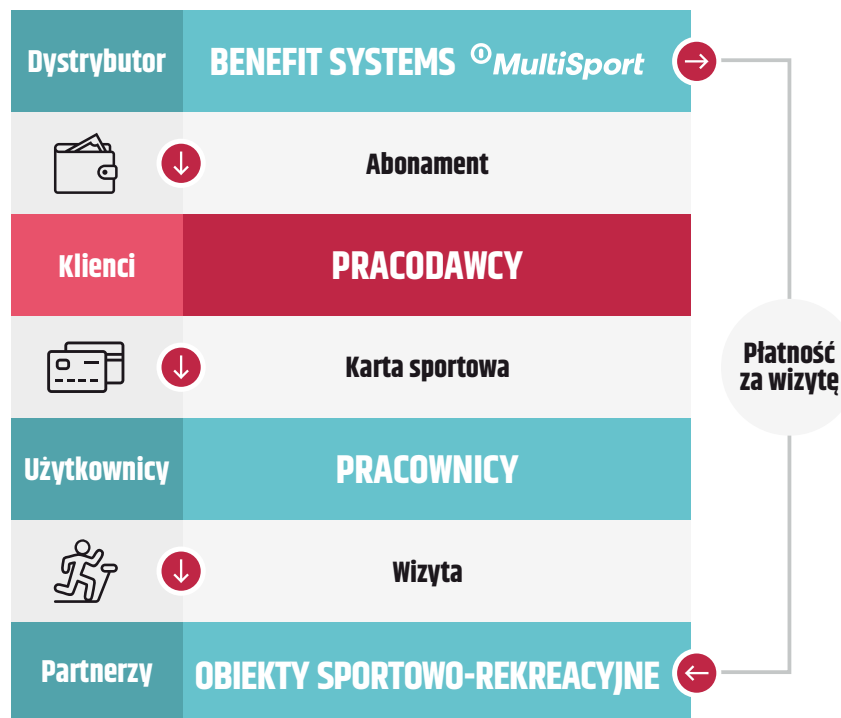 Dystrybutor
BENEFIT SYSTEMS MultiSport
Abonament
Klienci
PRACODAWCY
Karta sportowa
Płatność
za wizytę
Użytkownicy
PRACOWNICY
Wizyta
Partnerzy
OBIEKTY SPORTOWO-REKREACYJNE